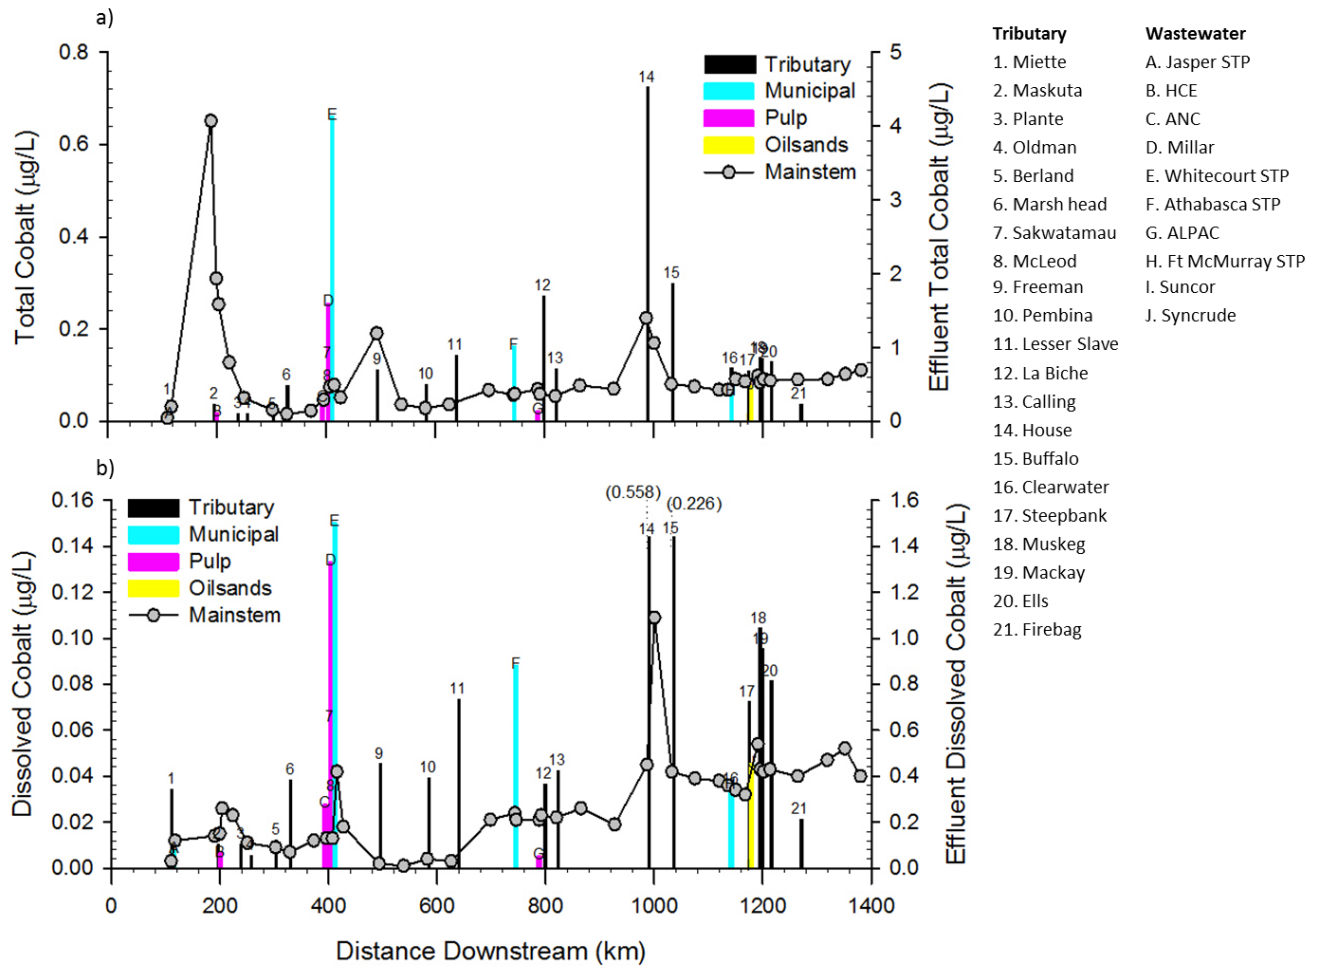 a)
0.8
0.6
0.4
0.2
0.0
Total Cobalt (µg/L)
5
4
3
2
1
0
Effluent Total Cobalt (µg/L)
Tributary
Municipal
Pulp
Oilsands
Mainstem
1
2
B
3
5
6
7
8
D
E
9
10
11
F
G
12
13
14
15
16
17
20
21
b)
0.16
0.14
0.12
0.10
0.08
0.06
0.04
0.02
0.00
Dissolved Cobalt (µg/L)
1.6
1.4
1.2
1.0
0.8
0.6
0.4
0.2
0.0
Effluent Dissolved Cobalt (µg/L)
Tributary
Municipal
Pulp
Oilsands
Mainstem
(0.558)
(0.226)
1
A
B
3
5
6
C
7
8
D
E
9
10
11
F
G
12
13
14
15
16
17
18
19
20
21
0 200 400 600 800 1000 1200 1400
Distance Downstream (km)
Tributary
1. Miette
2. Maskuta
3. Plante
4. Oldman
5. Berland
6. Marsh head
7. Sakwatamau
8. McLeod
9. Freeman
10. Pembina
11. Lesser Slave
12. La Biche
13. Calling
14. House
15. Buffalo
16. Clearwater
17. Steepbank
18. Muskeg
19. Mackay
20. Ells
21. Firebag
Wastewater
A. Jasper STP
B. HCE
C. ANC
D. Millar
E. Whitecourt STP
F. Athabasca STP
G. ALPAC
H. Ft McMurray STP
I. Suncor
J. Syncrude